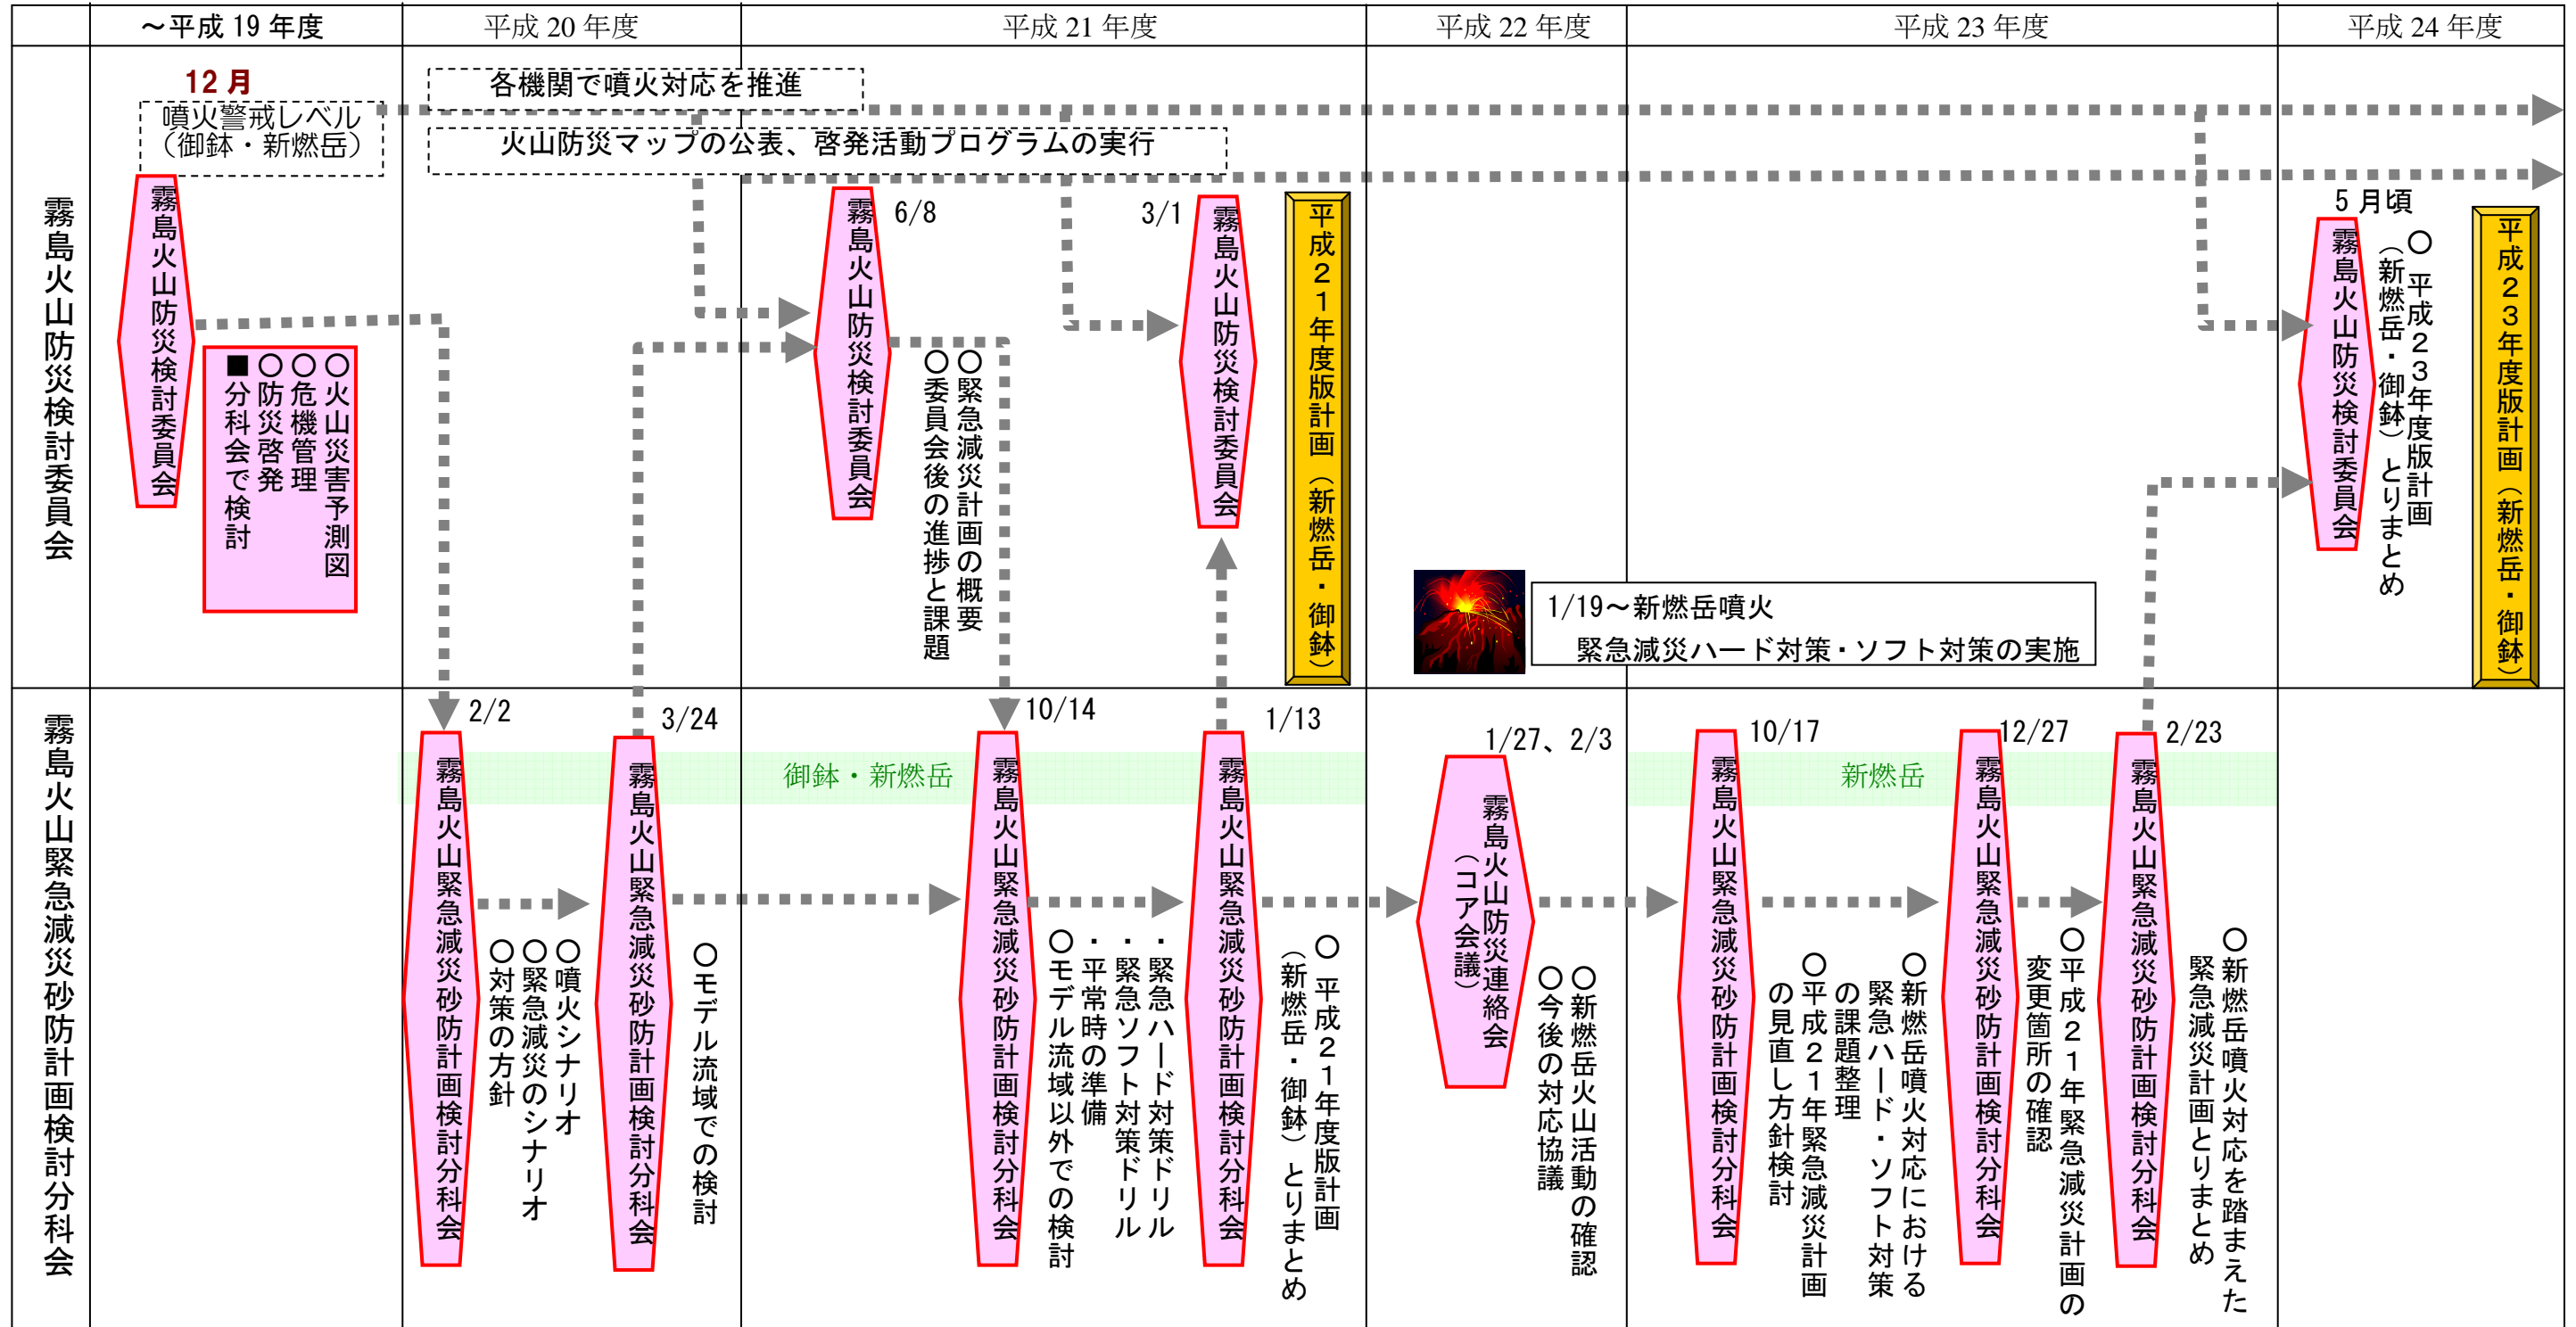 ～平成 19 年度
平成 20 年度
平成 21 年度
平成 22 年度
平成 23 年度
平成 24 年度
霧島火山防災検討委員会
12 月
噴火警戒レベル
（御鉢・新燃岳）
各機関で噴火対応を推進
火山防災マップの公表、啓発活動プログラムの実行
霧島火山防災検討委員会
○火山災害予測図
○危機管理
○防災啓発
■分科会で検討
霧島火山防災検討委員会
6/8
○緊急減災計画の概要
○委員会後の進捗と課題
3/1
霧島火山防災検討委員会
平成２１年度版計画（新燃岳・御鉢）
1/19～新燃岳噴火
緊急減災ハード対策・ソフト対策の実施
5 月頃
霧島火山防災検討委員会
○ 平成２３年度版計画
（新燃岳・御鉢）とりまとめ
平成２３年度版計画（新燃岳・御鉢）
霧島火山緊急減災砂防計画検討分科会
2/2
霧島火山緊急減災砂防計画検討分科会
○噴火シナリオ
○緊急減災のシナリオ
○対策の方針
3/24
霧島火山緊急減災砂防計画検討分科会
○モデル流域での検討
御鉢・新燃岳
10/14
霧島火山緊急減災砂防計画検討分科会
・緊急ハード対策ドリル
・緊急ソフト対策ドリル
・平常時の準備
○モデル流域以外での検討
1/13
霧島火山緊急減災砂防計画検討分科会
○ 平成２１年度版計画
（新燃岳・御鉢）とりまとめ
1/27、2/3
霧島火山防災連絡会
（コア会議）
○新燃岳火山活動の確認
○今後の対応協議
10/17
霧島火山緊急減災砂防計画検討分科会
○新燃岳噴火対応における
緊急ハード・ソフト対策
の課題整理
○平成２１年緊急減災計画
の見直し方針検討
新燃岳
12/27
霧島火山緊急減災砂防計画検討分科会
○平成２１年緊急減災計画の
変更箇所の確認
2/23
霧島火山緊急減災砂防計画検討分科会
○新燃岳噴火対応を踏まえた
緊急減災計画とりまとめ